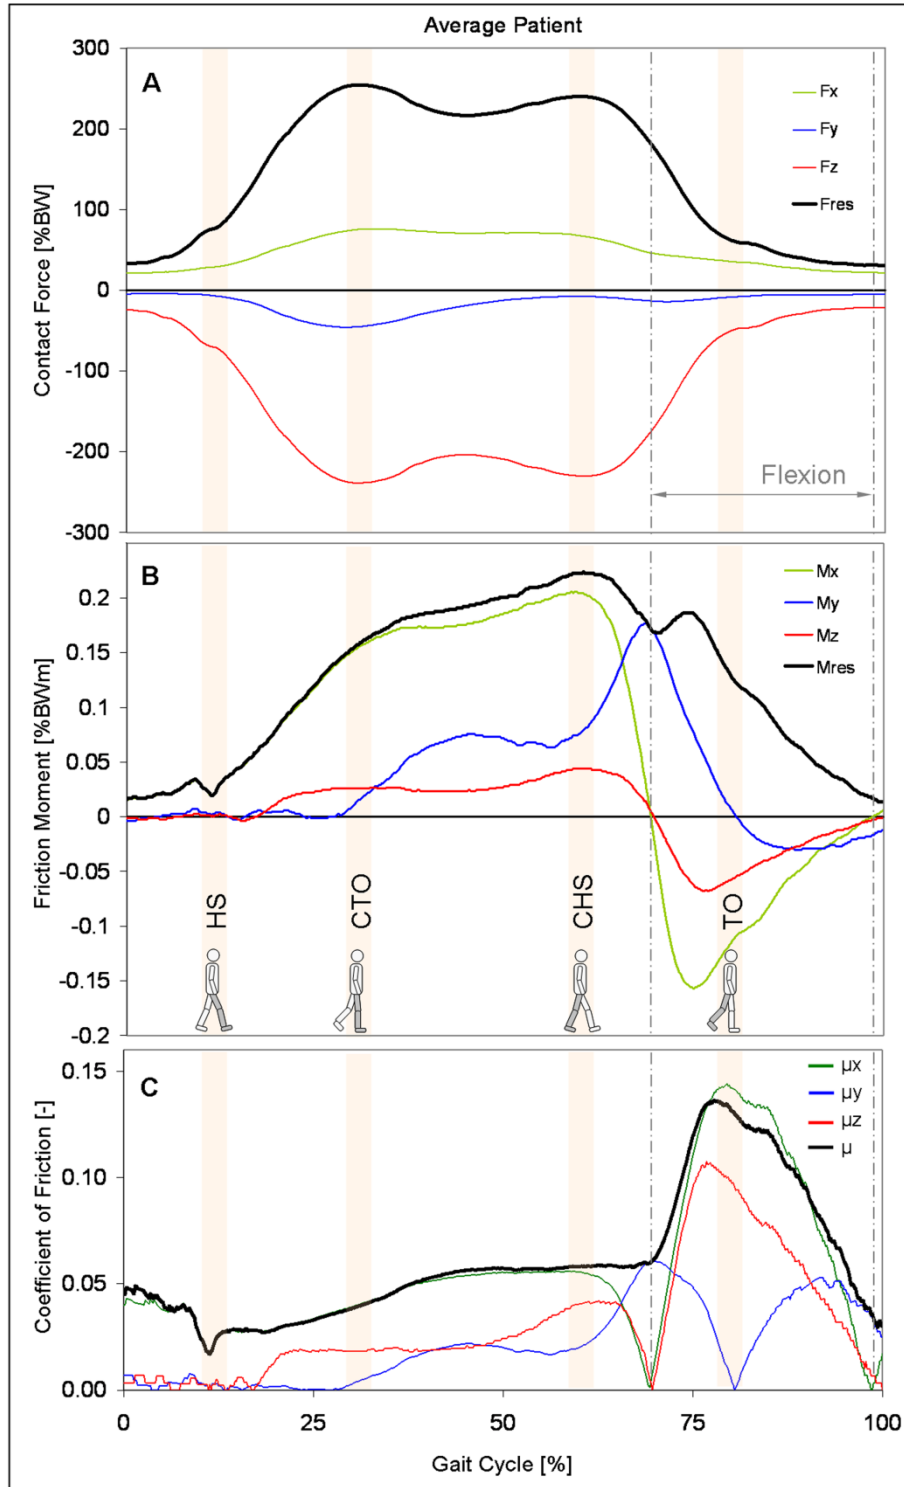 Average Patient
A
300
200
100
0
-100
-200
-300
Contact Force [%BW]
Fx
Fy
Fz
Fres
Flexion
B
0.2
0.15
0.1
0.05
0
-0.05
-0.1
-0.15
-0.2
Friction Moment [%BWm]
Mx
My
Mz
Mres
HS
CTO
CHS
TO
C
0.15
0.10
0.05
0.00
Coefficient of Friction [-]
µx
µy
µz
µ
0
25
50
75
100
Gait Cycle [%]